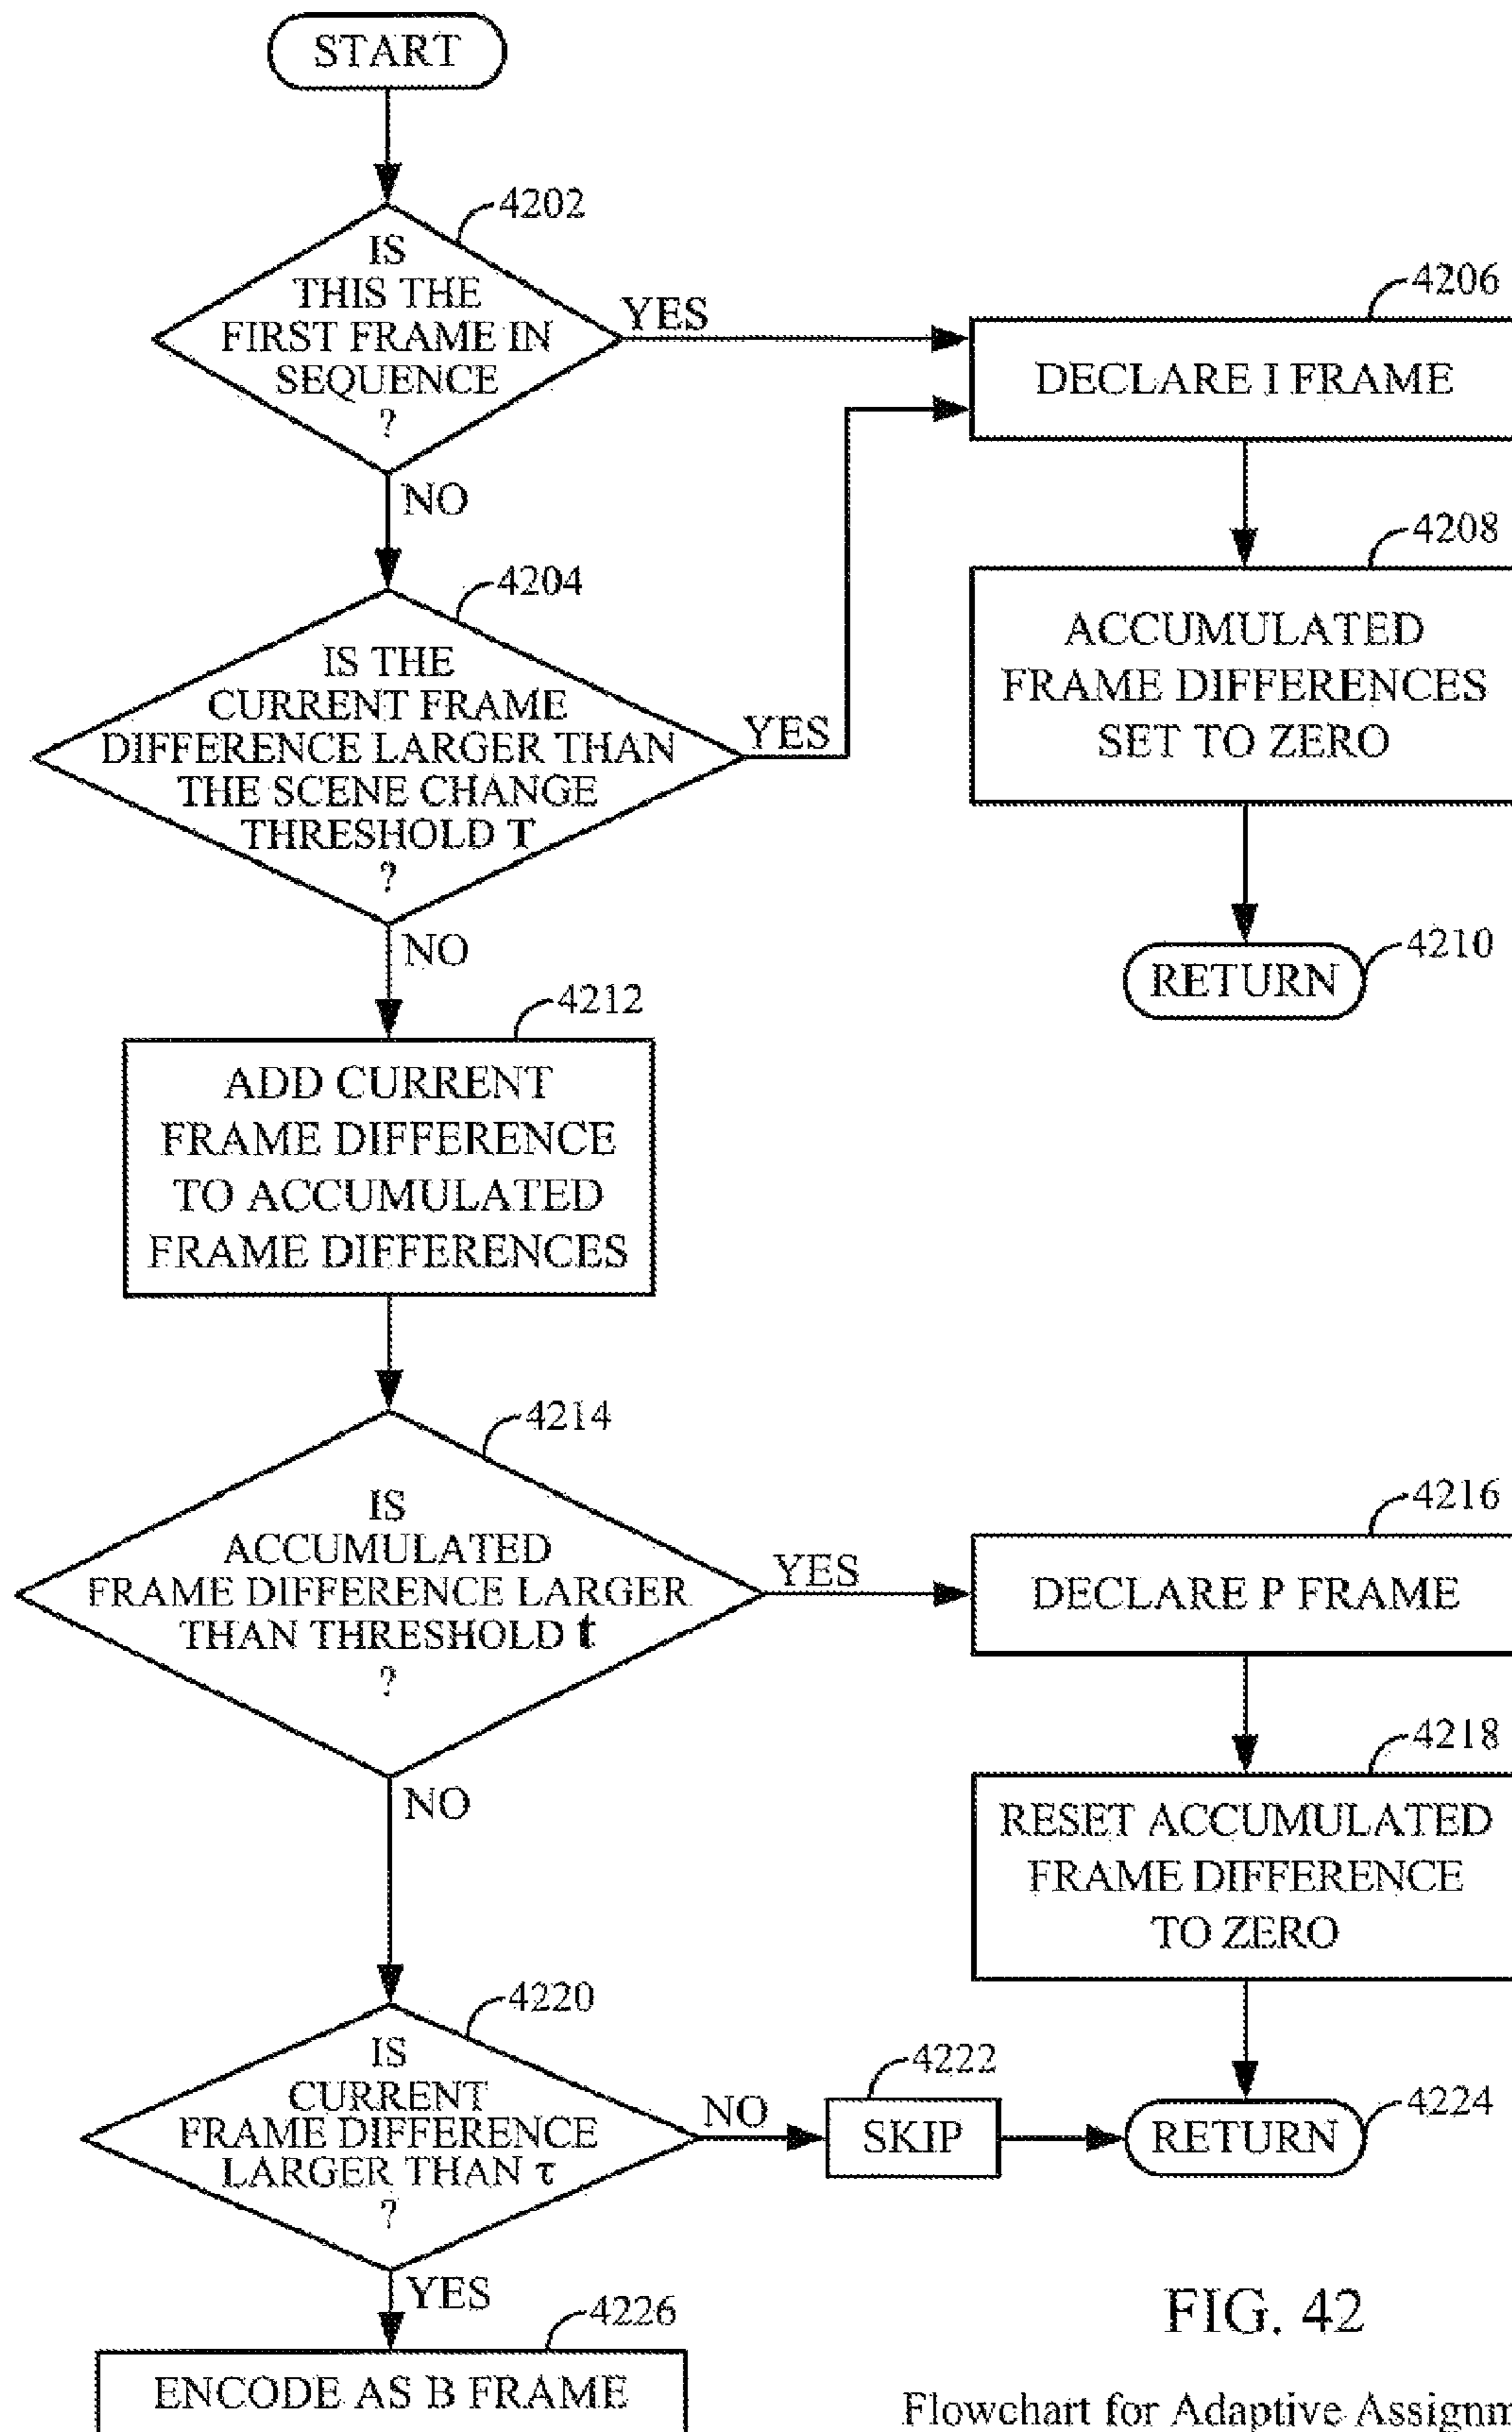 START
4202
IS
THIS THE
FIRST FRAME IN
SEQUENCE
?
YES
NO
4206
DECLARE I FRAME
4204
IS THE
CURRENT FRAME
DIFFERENCE LARGER THAN
THE SCENE CHANGE
THRESHOLD T
?
YES
NO
4208
ACCUMULATED
FRAME DIFFERENCES
SET TO ZERO
4210
RETURN
4212
ADD CURRENT
FRAME DIFFERENCE
TO ACCUMULATED
FRAME DIFFERENCES
4214
IS
ACCUMULATED
FRAME DIFFERENCE LARGER
THAN THRESHOLD t
?
YES
NO
4216
DECLARE P FRAME
4218
RESET ACCUMULATED
FRAME DIFFERENCE
TO ZERO
4220
IS
CURRENT
FRAME DIFFERENCE
LARGER THAN τ
?
NO
YES
4222
SKIP
4224
RETURN
4226
ENCODE AS B FRAME
FIG. 42
Flowchart for Adaptive